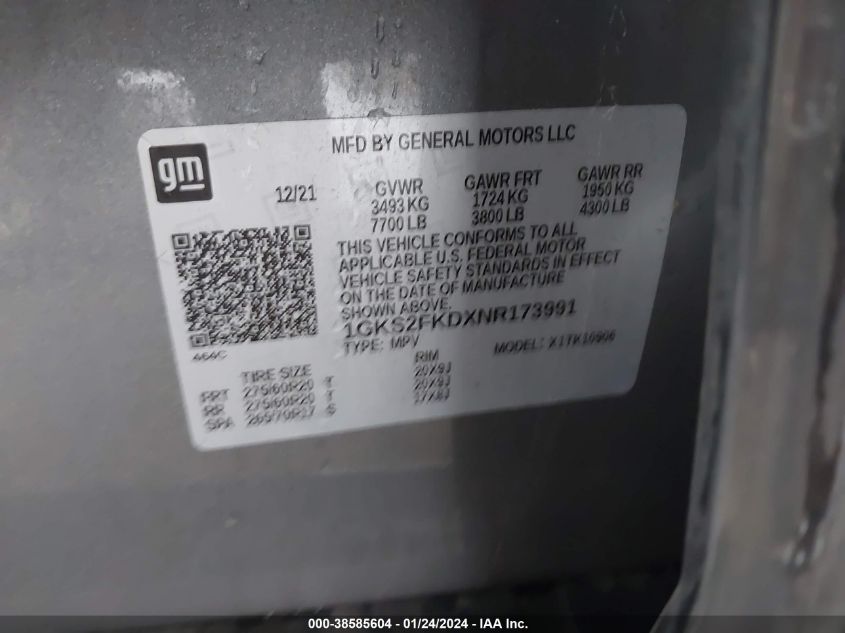 MFD BY GENERAL MOTORS LLC
gm
12/21
GVWR GAWR FRT GAWR RR
3493 KG 1724 KG 1950 KG
7700 LB 3800 LB 4300 LB
THIS VEHICLE CONFORMS TO ALL
APPLICABLE U.S. FEDERAL MOTOR
VEHICLE SAFETY STANDARDS IN EFFECT
ON THE DATE OF MANUFACTURE
SHOWN ABOVE.
1GKS2FKDXNR173991
TYPE: MPV MODEL: X1TK10906
464C
TIRE SIZE RIM
FRT 275/60R20 T 20X9J
RR 275/60R20 T 20X9J
SPA 265/70R17 S 17X8J
000-38585604 - 01/24/2024 - IAA Inc.